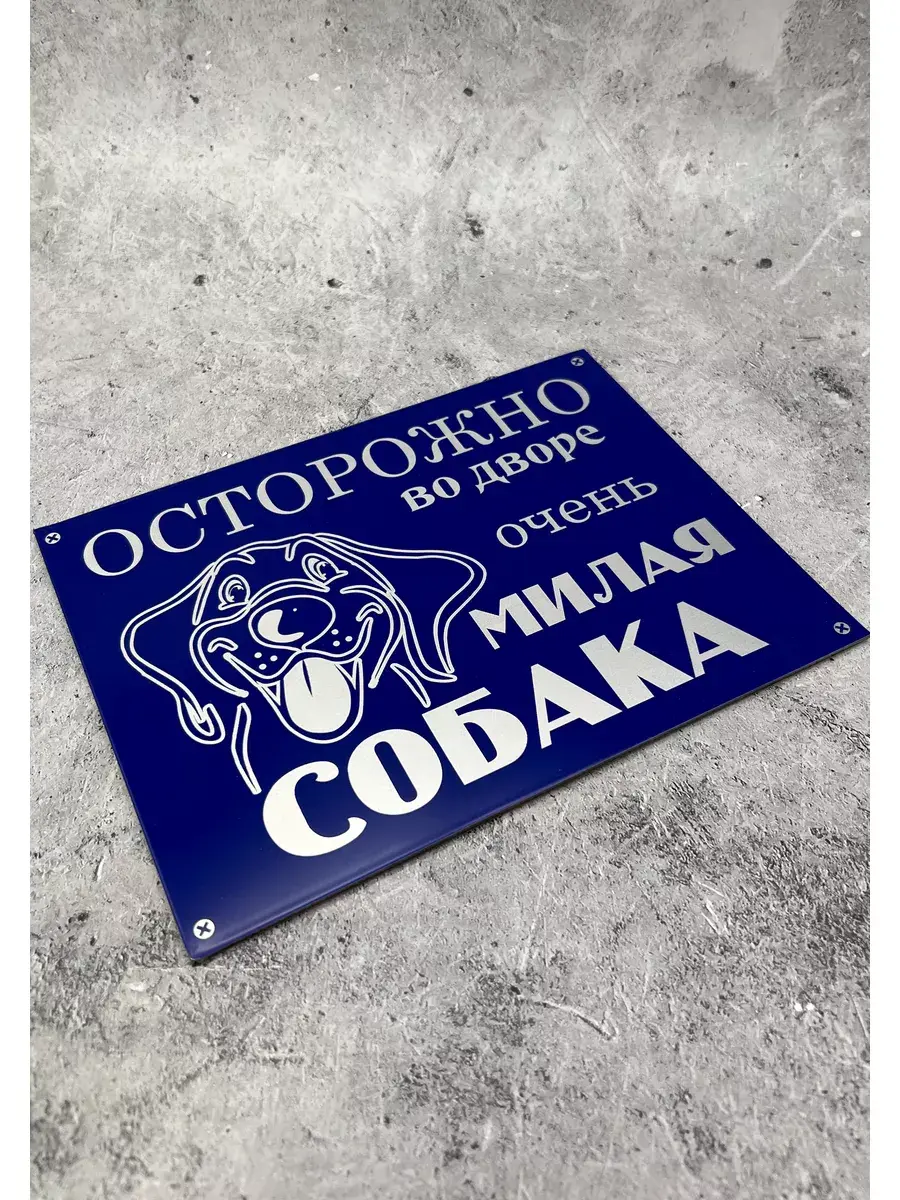 ОСТОРОЖНО
во дворе
очень
МИЛАЯ
СОБАКА